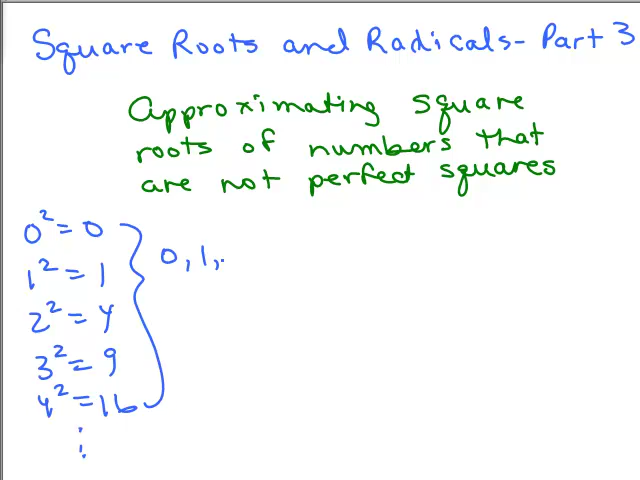 Square Roots and Radicals - Part 3
Approximating square
roots of numbers that
are not perfect squares
0² = 0
0, 1,
1² = 1
2² = 4
3² = 9
4² = 16
⋮